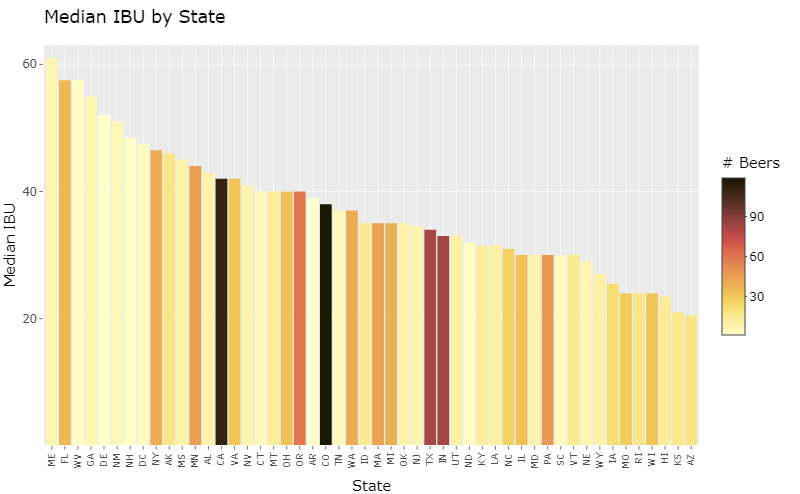 Median IBU by State
Median IBU
60
40
20
ME FL WV GA DE NM NH DC NY AK MS MN AL CA VA NV CT MT OH OR AR CO TN WA ID MA MI OK NJ TX IN UT ND KY LA NC IL MD PA SC VT NE WY IA MO RI WI HI KS AZ
State
# Beers
90
60
30